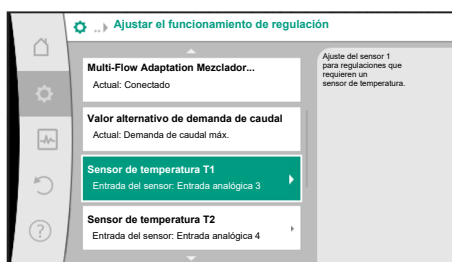 ..› Ajustar el funcionamiento de regulación
Multi-Flow Adaptation Mezclador...
Actual: Conectado
Valor alternativo de demanda de caudal
Actual: Demanda de caudal máx.
Sensor de temperatura T1
Entrada del sensor: Entrada analógica 3
Sensor de temperatura T2
Entrada del sensor: Entrada analógica 4
Ajuste del sensor 1
para regulaciones que
requieren un
sensor de temperatura.
?